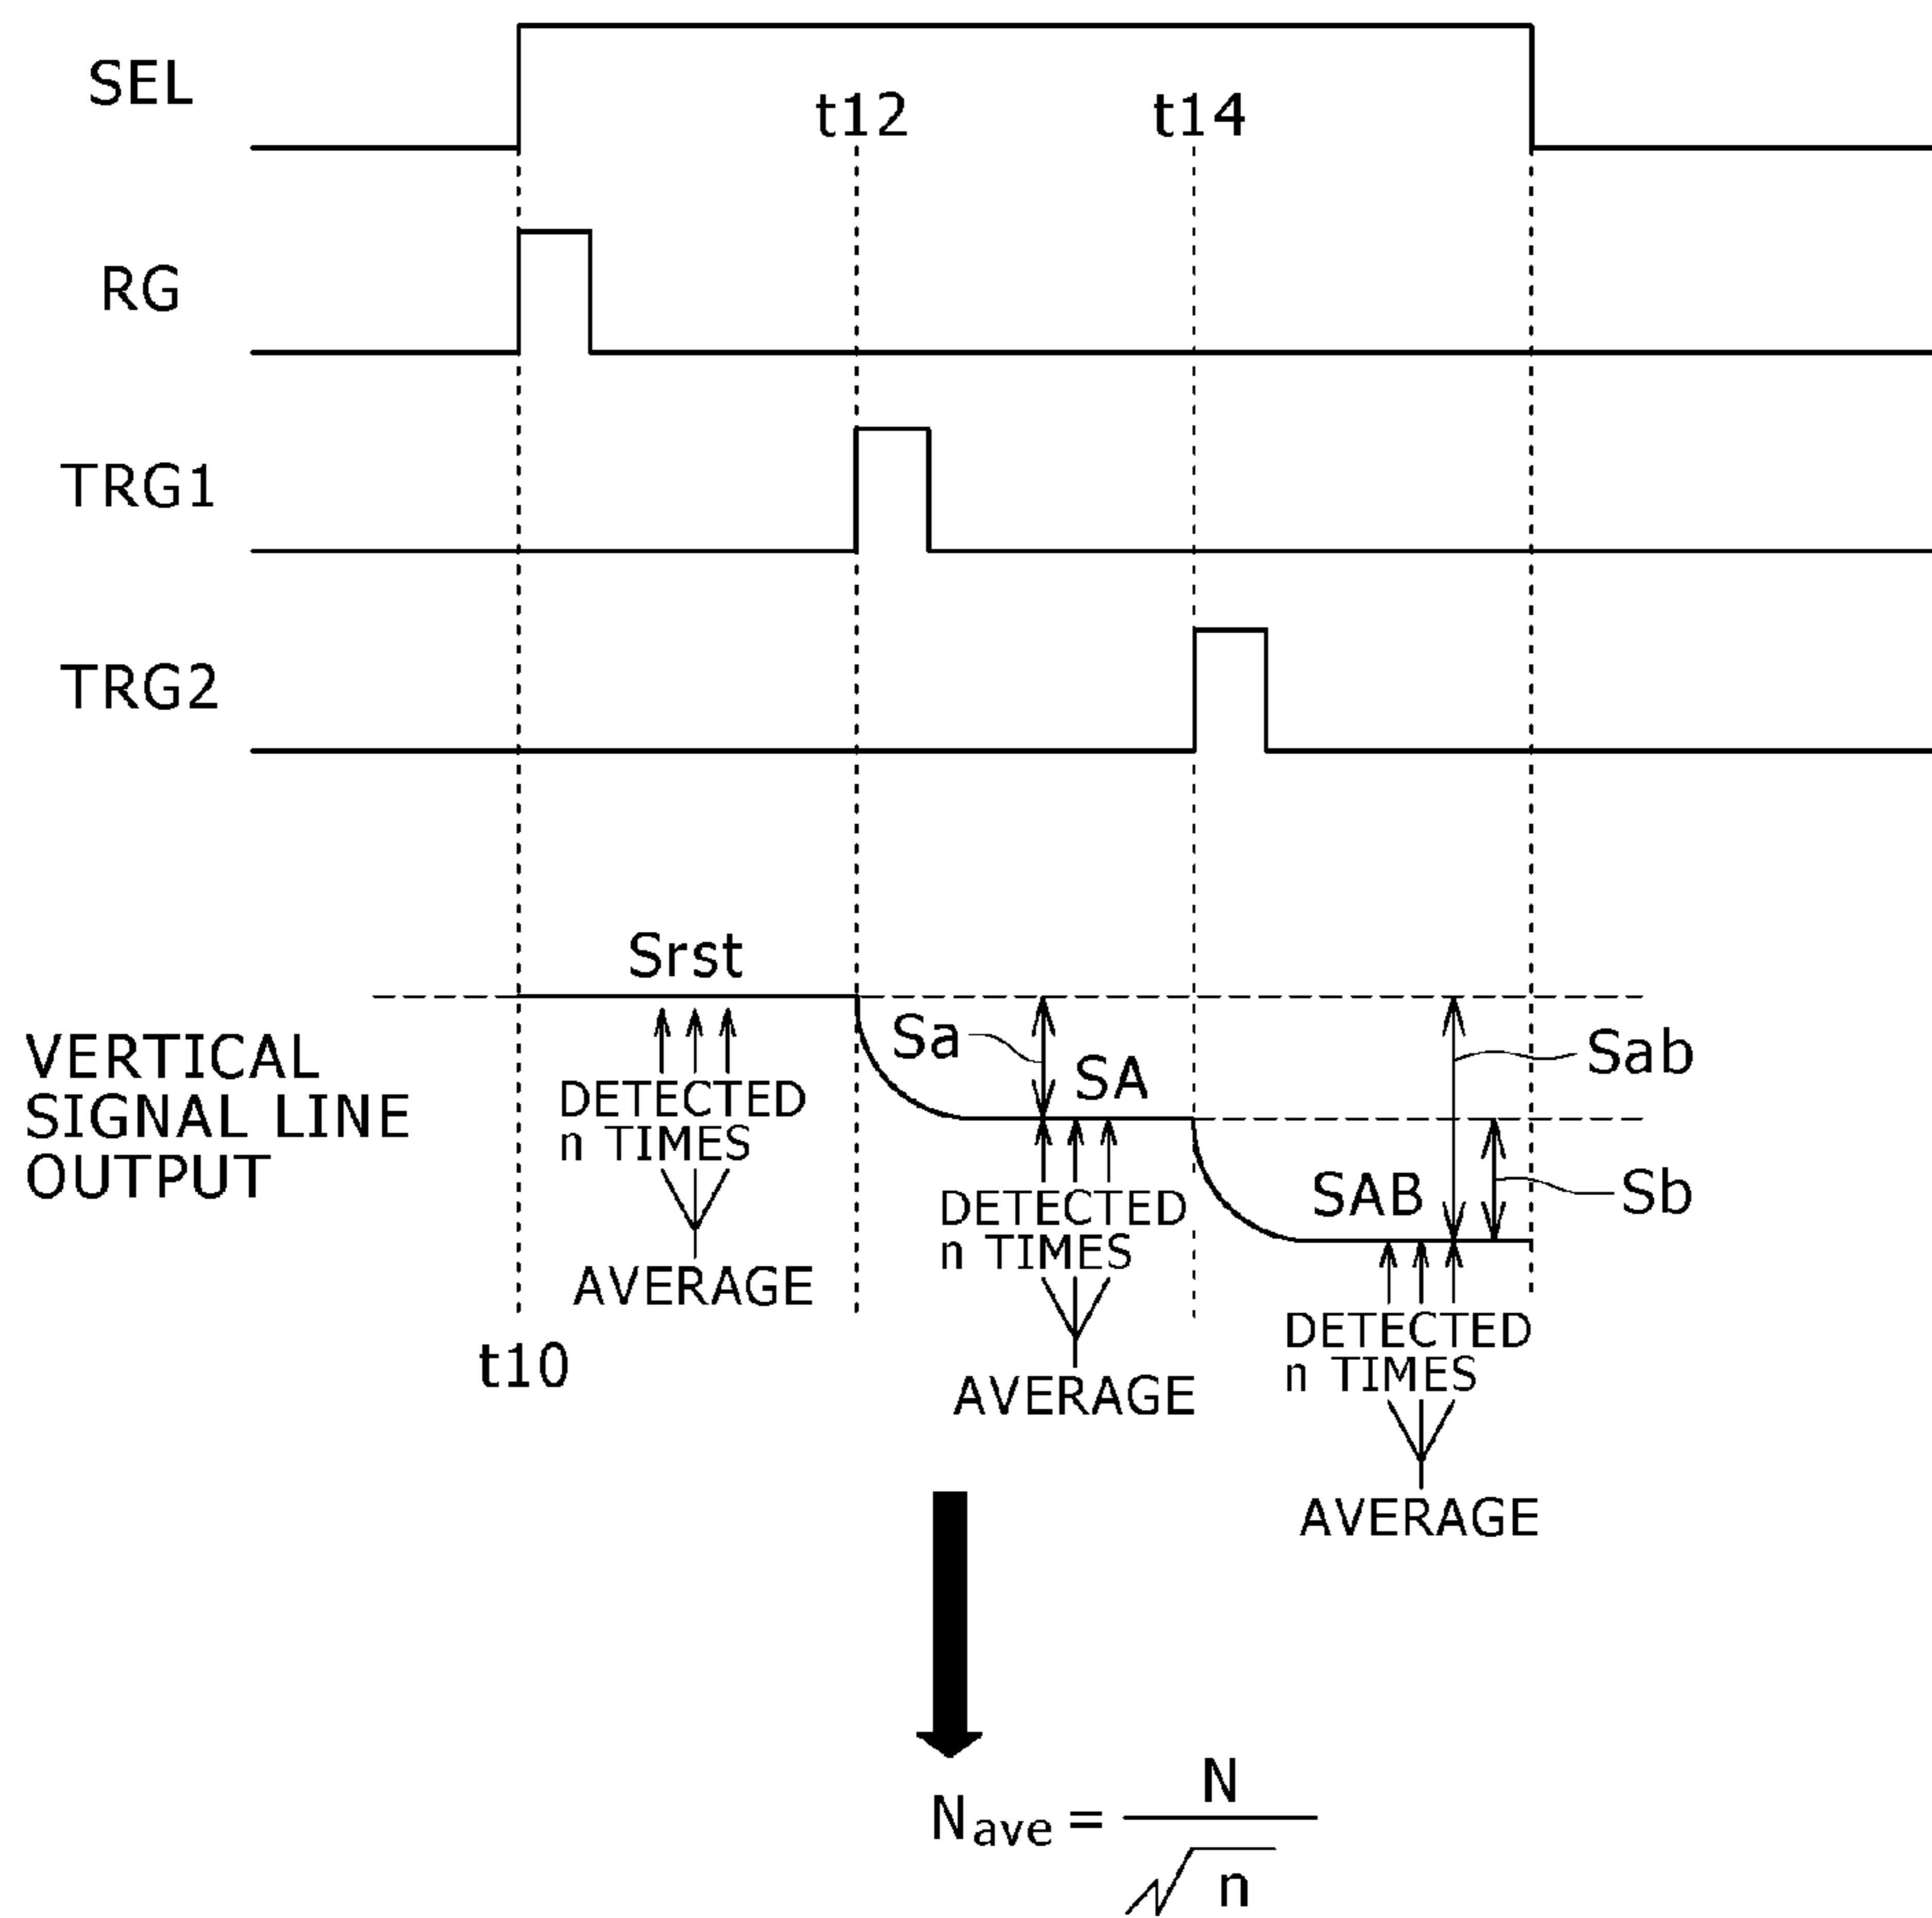 SEL
t12
t14
RG
TRG1
TRG2
Srst
VERTICAL
SIGNAL LINE
OUTPUT
DETECTED
n TIMES
AVERAGE
Sa
SA
DETECTED
n TIMES
AVERAGE
Sab
SAB
Sb
DETECTED
n TIMES
AVERAGE
t10
Nave = N / √n